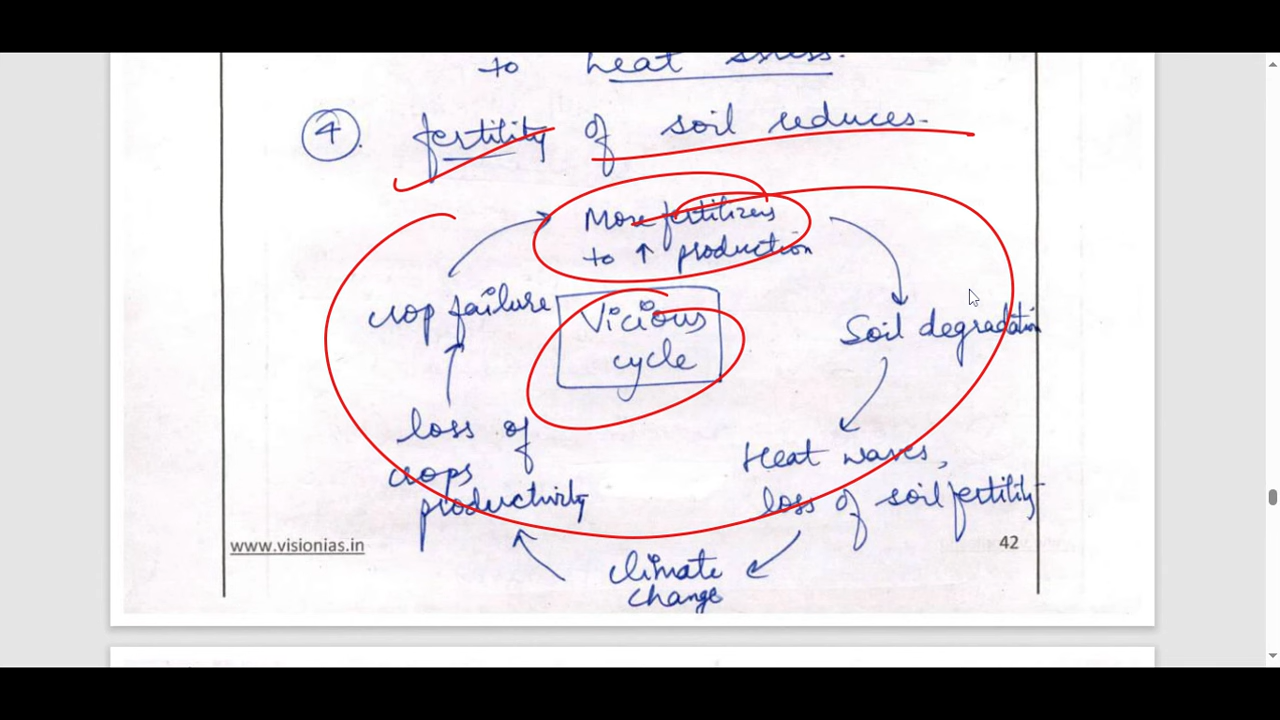 to heat stress.
4. fertility of soil reduces.
More fertilizers
to ↑ production
crop failure
Vicious
cycle
Soil degradation
loss of
crops
productivity
Heat waves,
loss of soil fertility
www.visionias.in
42
climate
change